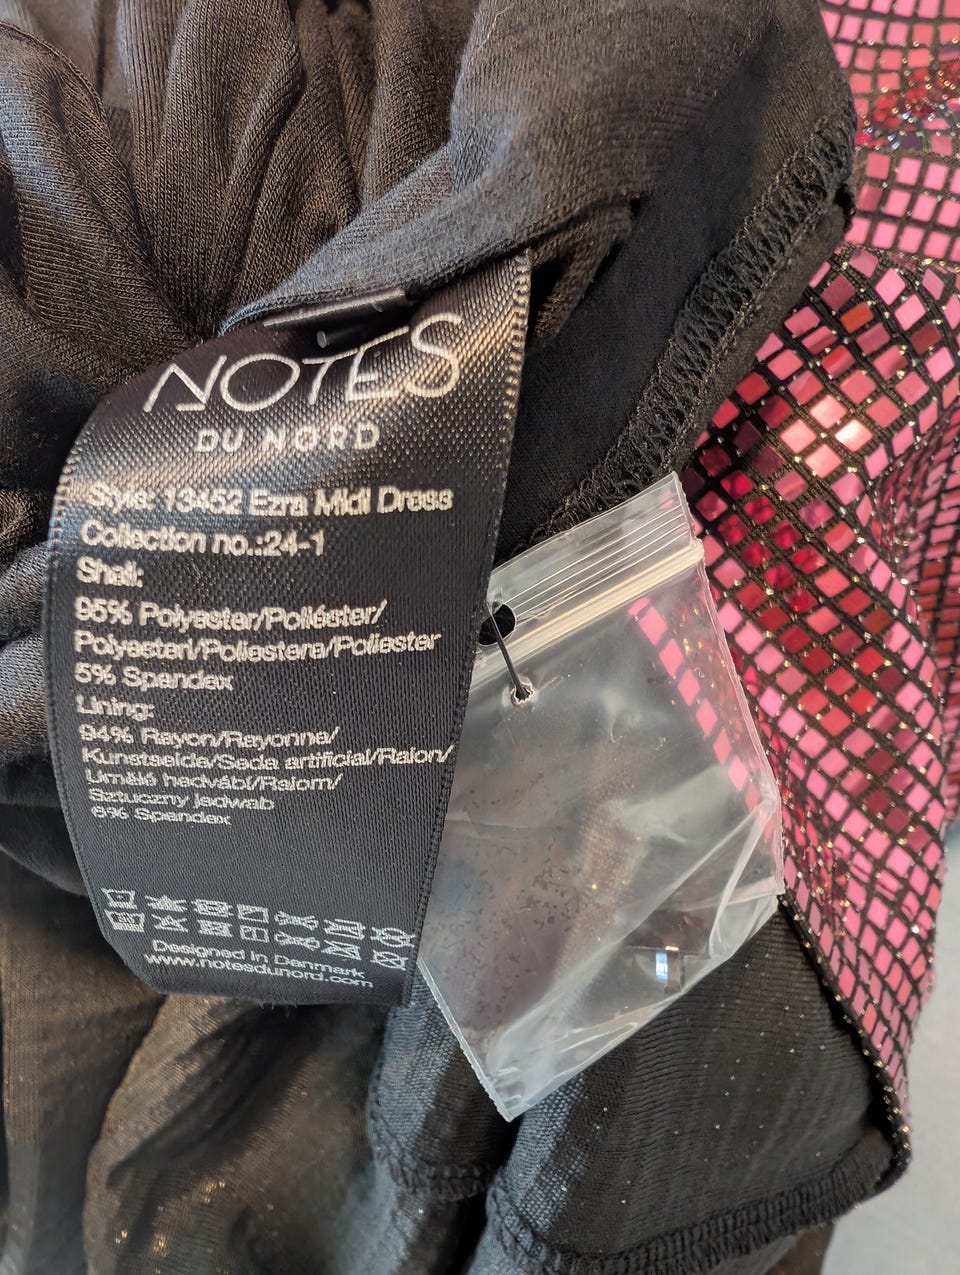 NOTES
DU NORD
Style: 13452 Ezra Midi Dress
Collection no.:24-1
Shell:
95% Polyester/Poliéster/
Polyesteri/Poliestere/Poliester
5% Spandex
Lining:
94% Rayon/Rayonne/
Kunstseide/Seda artificial/Raion/
Umělé hedvábí/Raiom/
Sztuczny jedwab
6% Spandex
Designed in Denmark
www.notesdunord.com